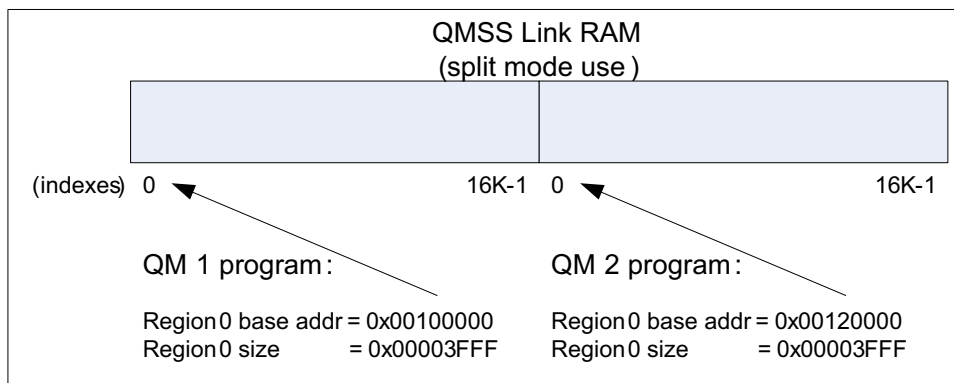 QMSS Link RAM
(split mode use )
(indexes) 0 16K-1 0 16K-1
QM 1 program :
Region 0 base addr = 0x00100000
Region 0 size = 0x00003FFF
QM 2 program :
Region 0 base addr = 0x00120000
Region 0 size = 0x00003FFF